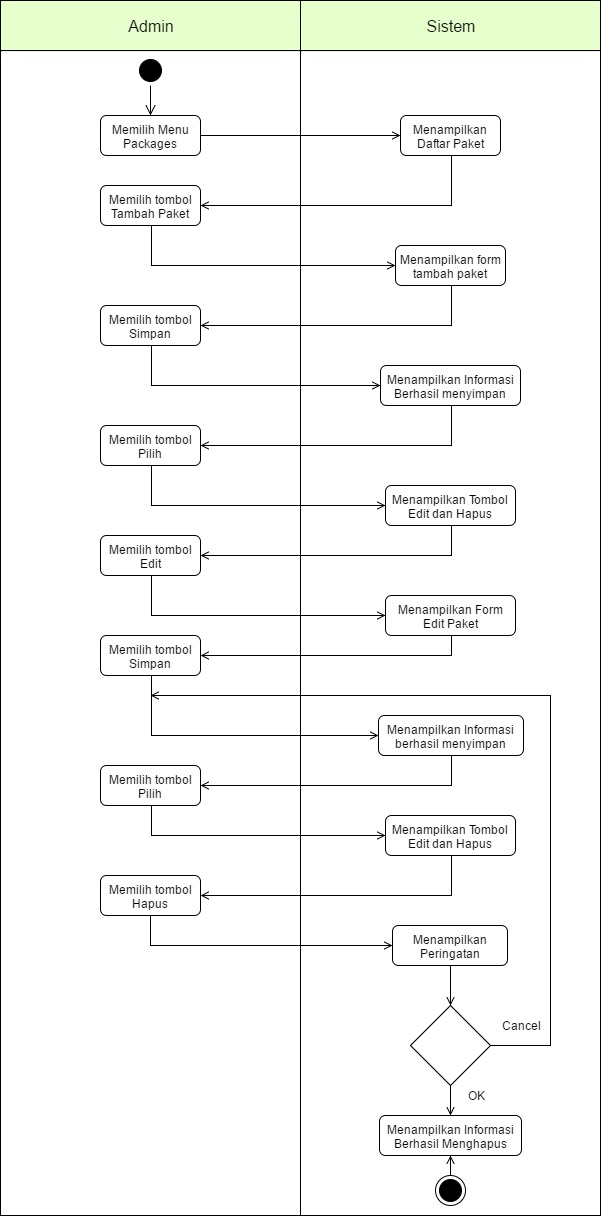 Admin
Sistem
Memilih Menu
Packages
Menampilkan
Daftar Paket
Memilih tombol
Tambah Paket
Menampilkan form
tambah paket
Memilih tombol
Simpan
Menampilkan Informasi
Berhasil menyimpan
Memilih tombol
Pilih
Menampilkan Tombol
Edit dan Hapus
Memilih tombol
Edit
Menampilkan Form
Edit Paket
Memilih tombol
Simpan
Menampilkan Informasi
berhasil menyimpan
Memilih tombol
Pilih
Menampilkan Tombol
Edit dan Hapus
Memilih tombol
Hapus
Menampilkan
Peringatan
Cancel
OK
Menampilkan Informasi
Berhasil Menghapus